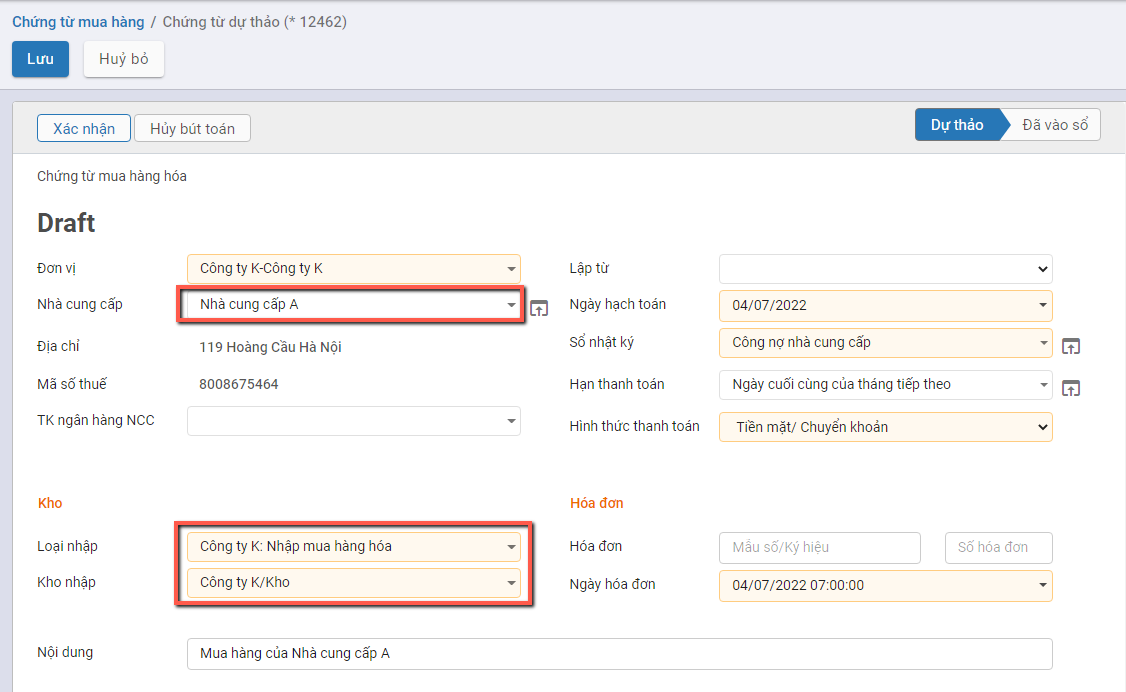 Chứng từ mua hàng / Chứng từ dự thảo (* 12462)
Lưu Huỷ bỏ
Xác nhận Hủy bút toán Dự thảo Đã vào sổ
Chứng từ mua hàng hóa
Draft
Đơn vị Công ty K-Công ty K Lập từ
Nhà cung cấp Nhà cung cấp A Ngày hạch toán 04/07/2022
Địa chỉ 119 Hoàng Cầu Hà Nội Sổ nhật ký Công nợ nhà cung cấp
Mã số thuế 8008675464 Hạn thanh toán Ngày cuối cùng của tháng tiếp theo
TK ngân hàng NCC Hình thức thanh toán Tiền mặt/ Chuyển khoản
Kho Hóa đơn
Loại nhập Công ty K: Nhập mua hàng hóa Hóa đơn Mẫu số/Ký hiệu Số hóa đơn
Kho nhập Công ty K/Kho Ngày hóa đơn 04/07/2022 07:00:00
Nội dung Mua hàng của Nhà cung cấp A